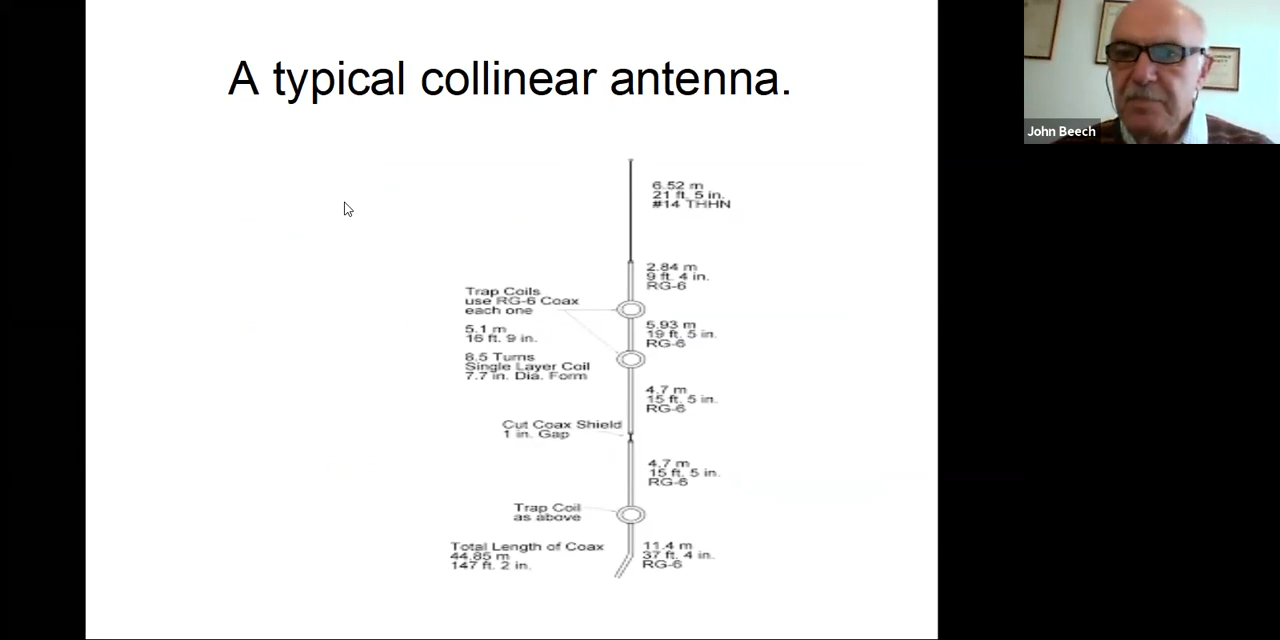 A typical collinear antenna.
John Beech
6.52 m
21 ft. 5 in.
#14 THHN
2.84 m
9 ft. 4 in.
RG-6
Trap Coils
use RG-6 Coax
each one
5.1 m
16 ft. 9 in.
5.93 m
19 ft. 5 in.
RG-6
8.5 Turns
Single Layer Coil
7.7 in. Dia. Form
4.7 m
15 ft. 5 in.
RG-6
Cut Coax Shield
1 in. Gap
4.7 m
15 ft. 5 in.
RG-6
Trap Coil
as above
Total Length of Coax
44.85 m
147 ft. 2 in.
11.4 m
37 ft. 4 in.
RG-6